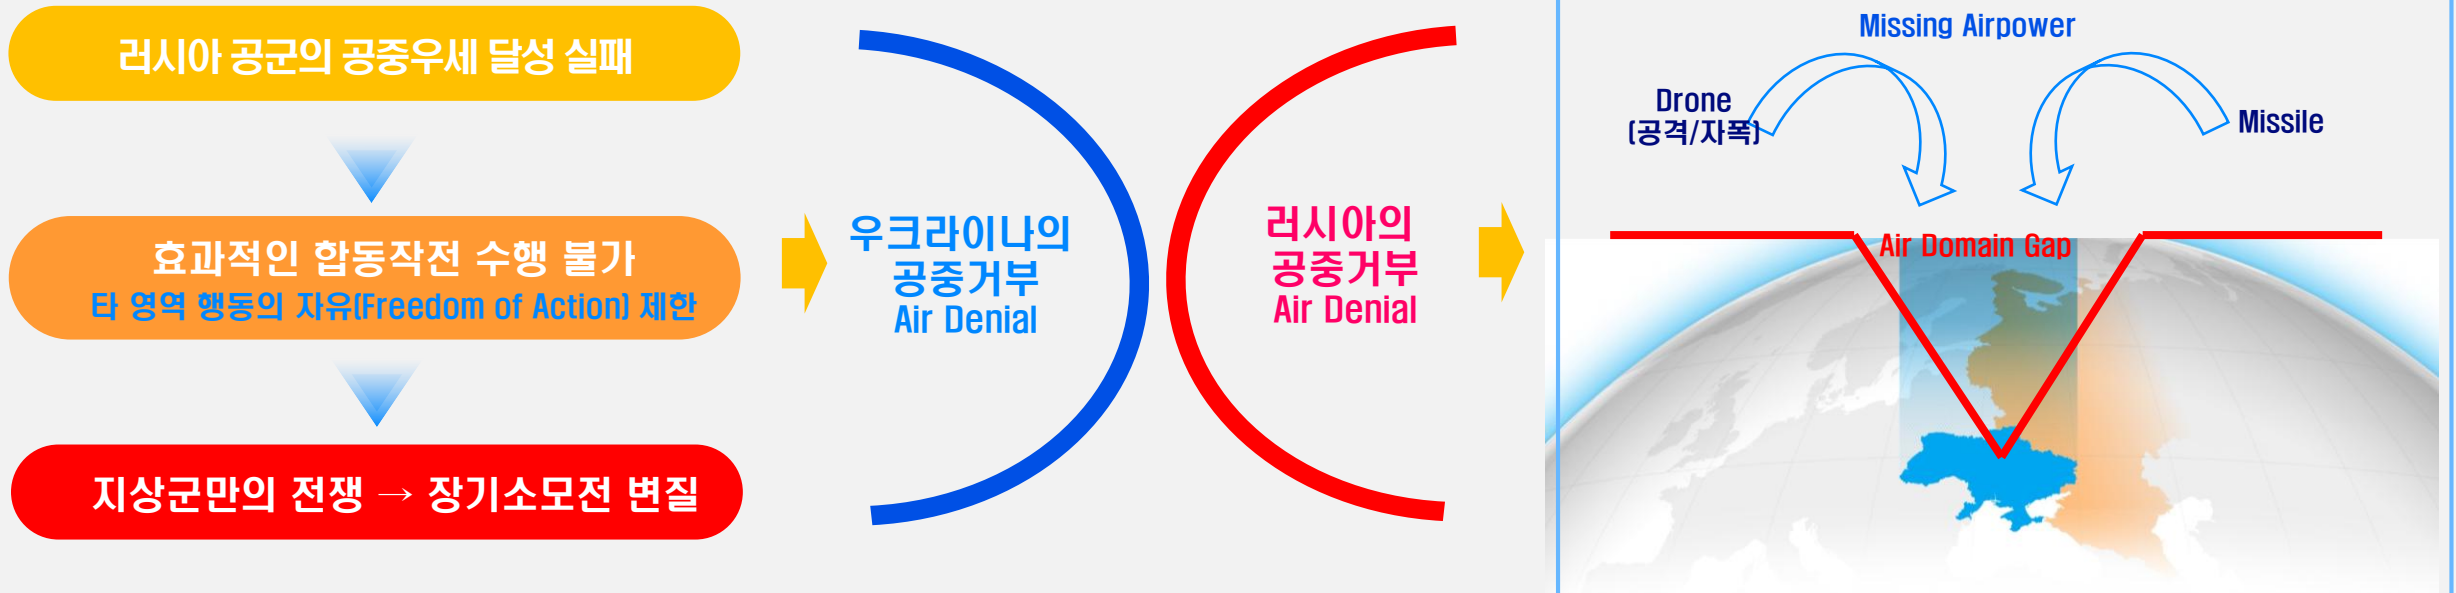 러시아 공군의 공중우세 달성 실패
효과적인 합동작전 수행 불가
타 영역 행동의 자유(Freedom of Action) 제한
지상군만의 전쟁 → 장기소모전 변질
우크라이나의
공중거부
Air Denial
러시아의
공중거부
Air Denial
Missing Airpower
Drone
(공격/자폭)
Missile
Air Domain Gap